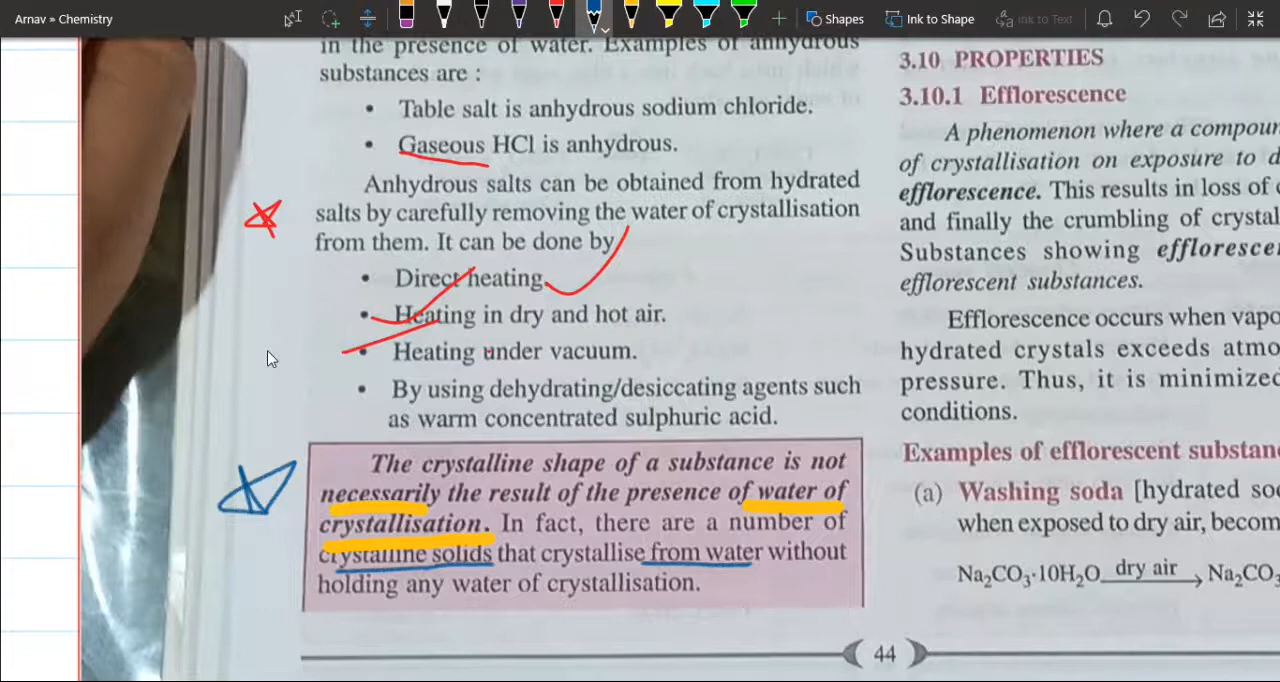 Arnav » Chemistry
Shapes
Ink to Shape
Ink to Text
in the presence of water. Examples of anhydrous
substances are :
• Table salt is anhydrous sodium chloride.
• Gaseous HCl is anhydrous.
Anhydrous salts can be obtained from hydrated
salts by carefully removing the water of crystallisation
from them. It can be done by
• Direct heating.
• Heating in dry and hot air.
• Heating under vacuum.
• By using dehydrating/desiccating agents such
as warm concentrated sulphuric acid.
The crystalline shape of a substance is not
necessarily the result of the presence of water of
crystallisation. In fact, there are a number of
crystalline solids that crystallise from water without
holding any water of crystallisation.
3.10 PROPERTIES
3.10.1 Efflorescence
A phenomenon where a compou
of crystallisation on exposure to d
efflorescence. This results in loss of c
and finally the crumbling of crystal
Substances showing effloresce
efflorescent substances.
Efflorescence occurs when vapo
hydrated crystals exceeds atmo
pressure. Thus, it is minimized
conditions.
Examples of efflorescent substan
(a) Washing soda [hydrated so
when exposed to dry air, becom
Na₂CO₃·10H₂O dry air → Na₂CO₃
44